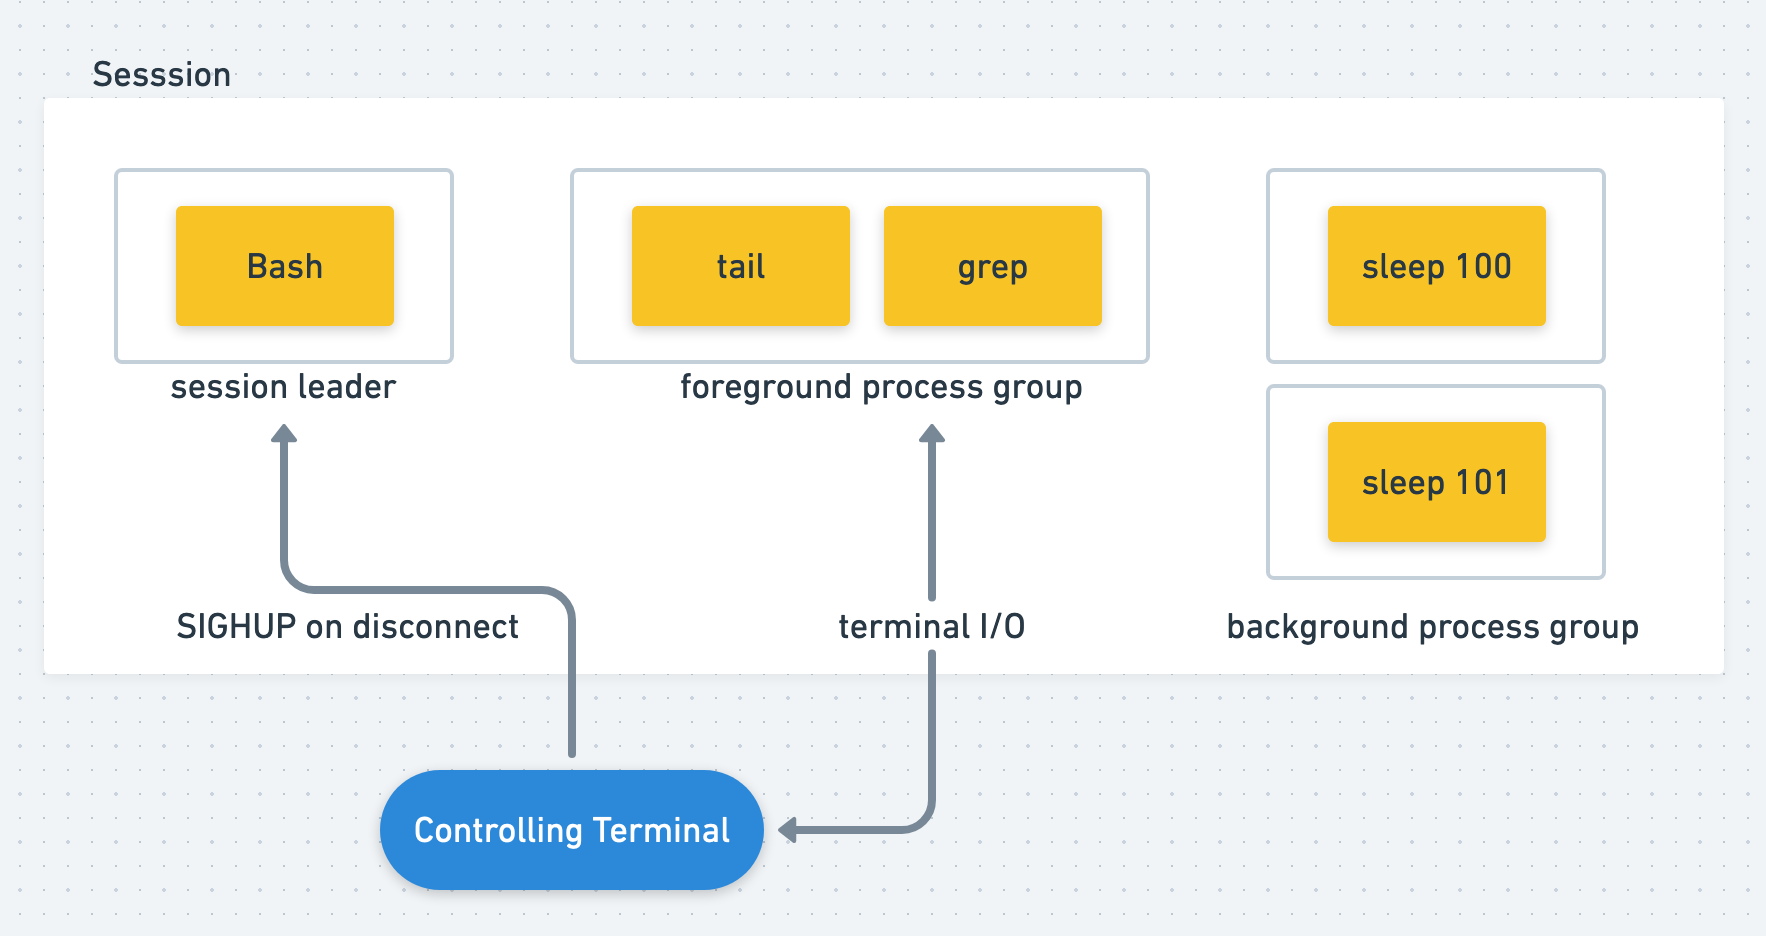 Sesssion
Bash
tail
grep
sleep 100
session leader
foreground process group
sleep 101
SIGHUP on disconnect
terminal I/O
background process group
Controlling Terminal